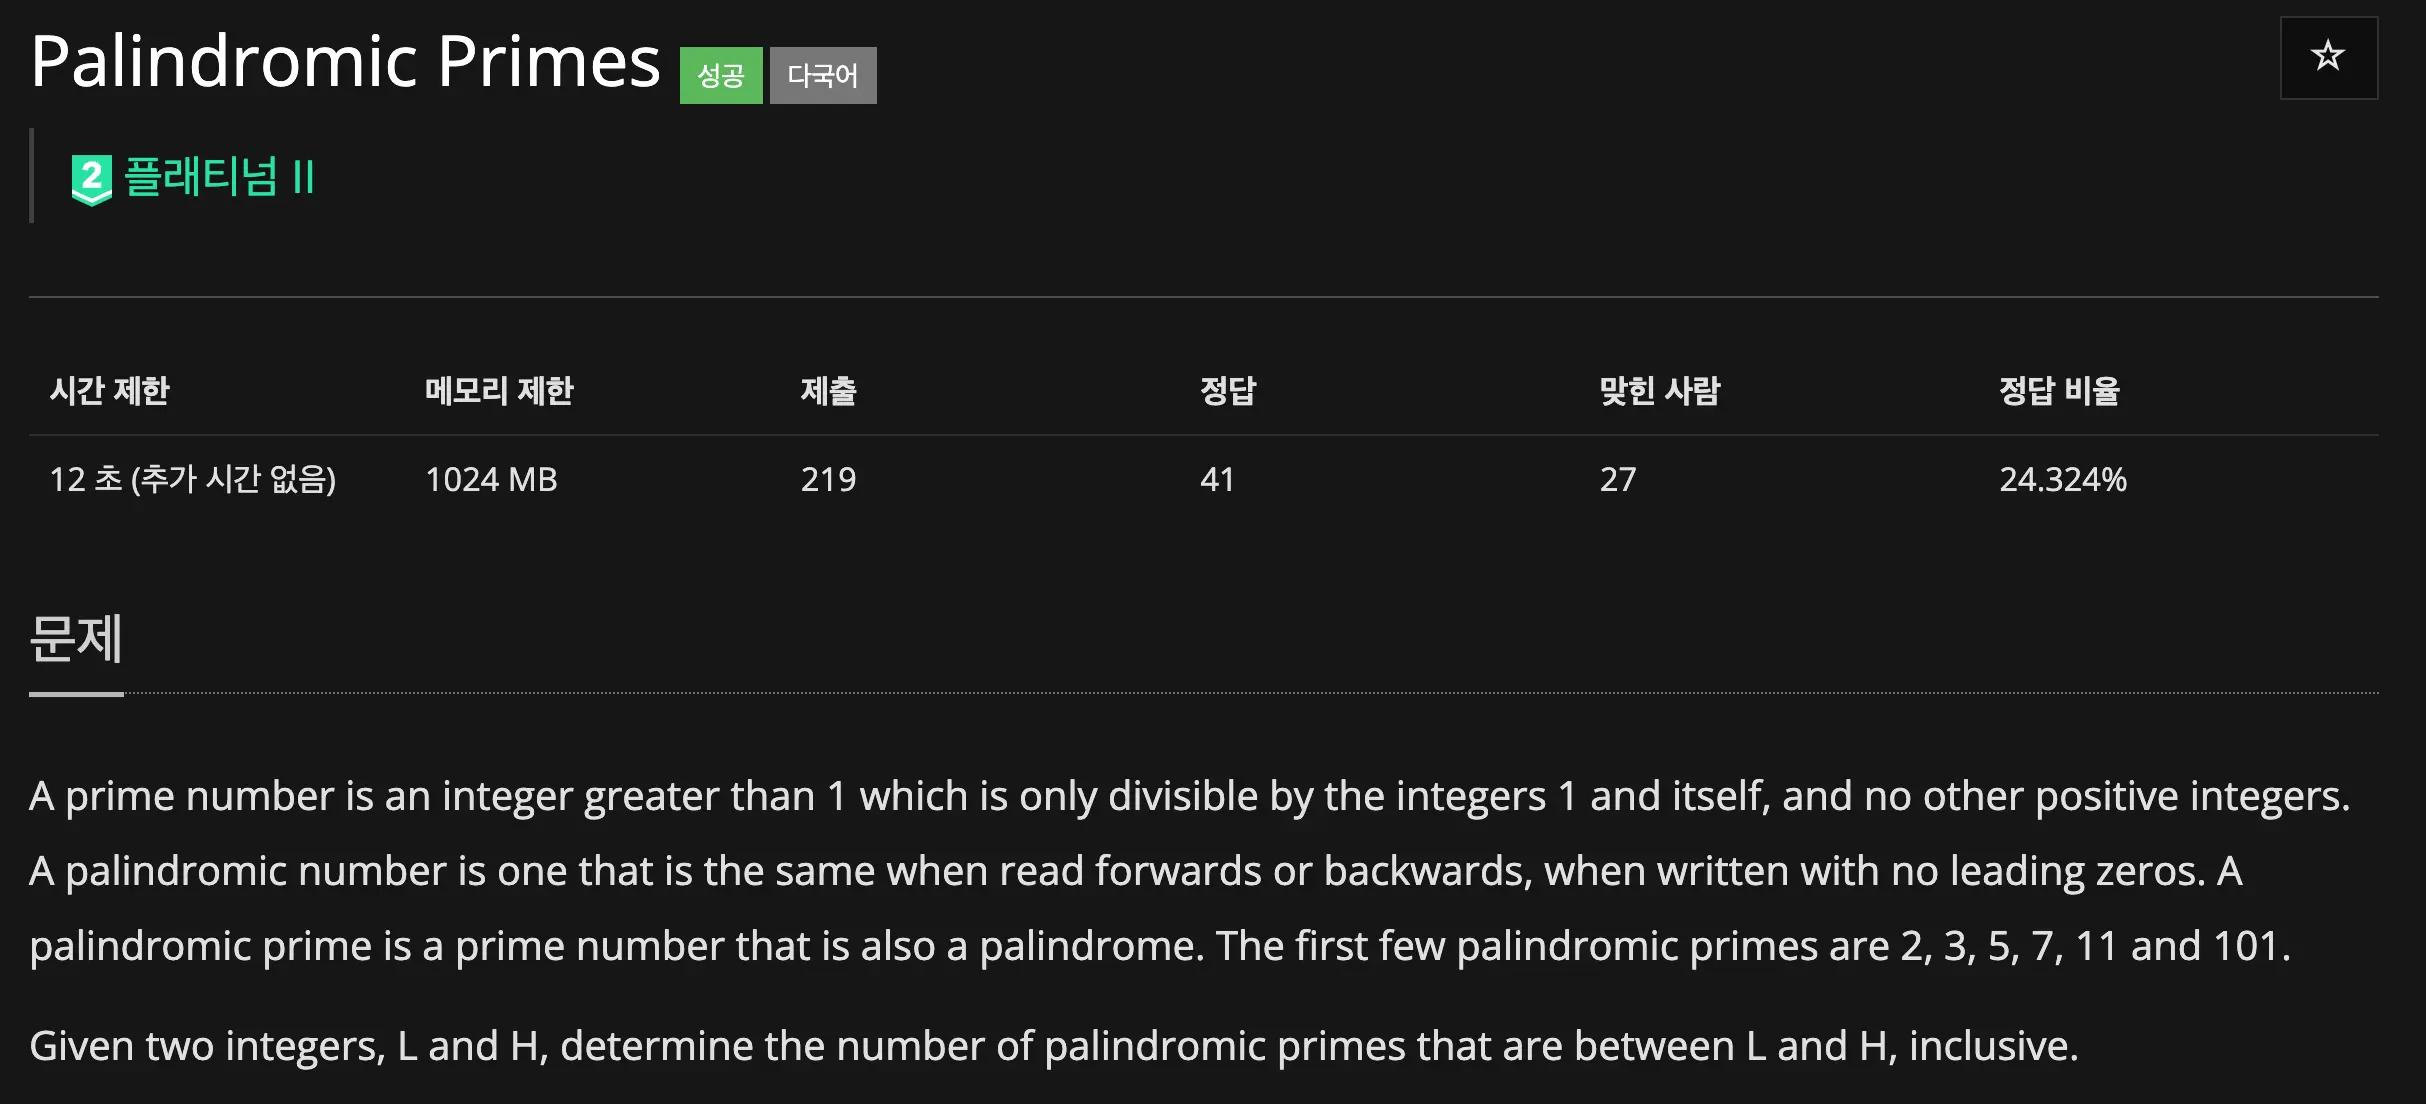 Palindromic Primes 성공 다국어
☆
2 플래티넘 II
시간 제한 메모리 제한 제출 정답 맞힌 사람 정답 비율
12 초 (추가 시간 없음) 1024 MB 219 41 27 24.324%
문제
A prime number is an integer greater than 1 which is only divisible by the integers 1 and itself, and no other positive integers.
A palindromic number is one that is the same when read forwards or backwards, when written with no leading zeros. A
palindromic prime is a prime number that is also a palindrome. The first few palindromic primes are 2, 3, 5, 7, 11 and 101.
Given two integers, L and H, determine the number of palindromic primes that are between L and H, inclusive.